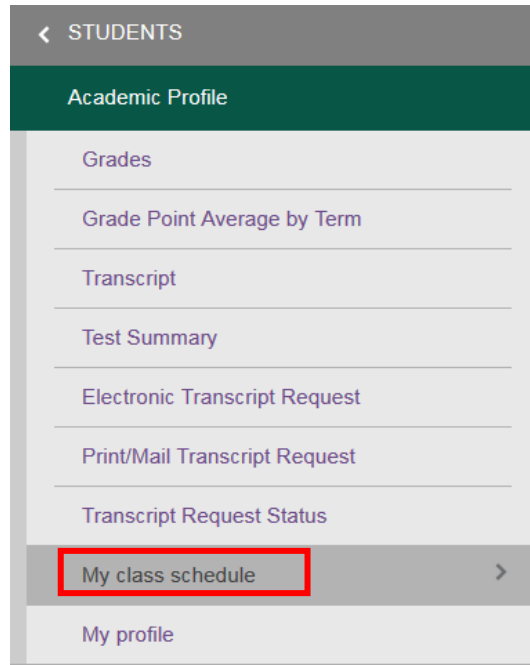 STUDENTS
Academic Profile
Grades
Grade Point Average by Term
Transcript
Test Summary
Electronic Transcript Request
Print/Mail Transcript Request
Transcript Request Status
My class schedule
My profile